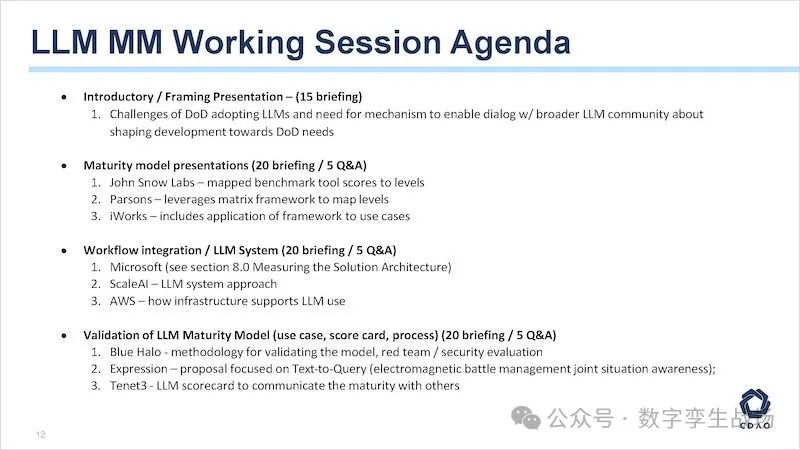 LLM MM Working Session Agenda
• Introductory / Framing Presentation – (15 briefing)
1. Challenges of DoD adopting LLMs and need for mechanism to enable dialog w/ broader LLM community about
shaping development towards DoD needs
• Maturity model presentations (20 briefing / 5 Q&A)
1. John Snow Labs – mapped benchmark tool scores to levels
2. Parsons – leverages matrix framework to map levels
3. iWorks – includes application of framework to use cases
• Workflow integration / LLM System (20 briefing / 5 Q&A)
1. Microsoft (see section 8.0 Measuring the Solution Architecture)
2. ScaleAI – LLM system approach
3. AWS – how infrastructure supports LLM use
• Validation of LLM Maturity Model (use case, score card, process) (20 briefing / 5 Q&A)
1. Blue Halo - methodology for validating the model, red team / security evaluation
2. Expression – proposal focused on Text-to-Query (electromagnetic battle management joint situation awareness);
3. Tenet3 - LLM scorecard to communicate the maturity with others
公众号 · 数字孪生战场
CDAO
12